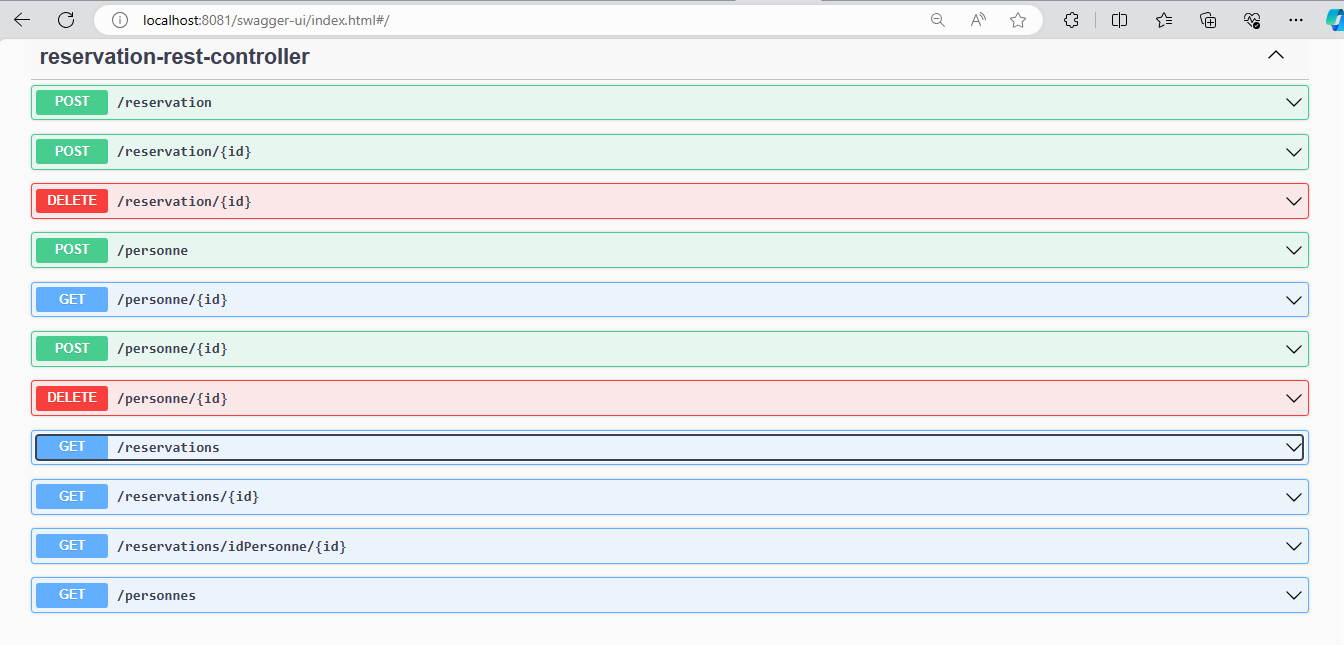 localhost:8081/swagger-ui/index.html#/
reservation-rest-controller
POST /reservation
POST /reservation/{id}
DELETE /reservation/{id}
POST /personne
GET /personne/{id}
POST /personne/{id}
DELETE /personne/{id}
GET /reservations
GET /reservations/{id}
GET /reservations/idPersonne/{id}
GET /personnes